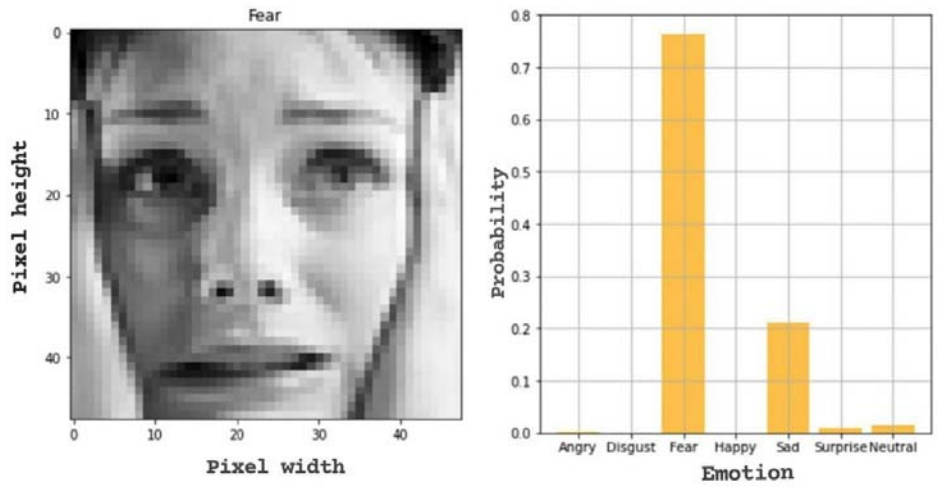 Fear
0
10
20
30
40
Pixel height
0 10 20 30 40
Pixel width
0.8
0.7
0.6
0.5
0.4
0.3
0.2
0.1
0.0
Probability
Angry Disgust Fear Happy Sad Surprise Neutral
Emotion